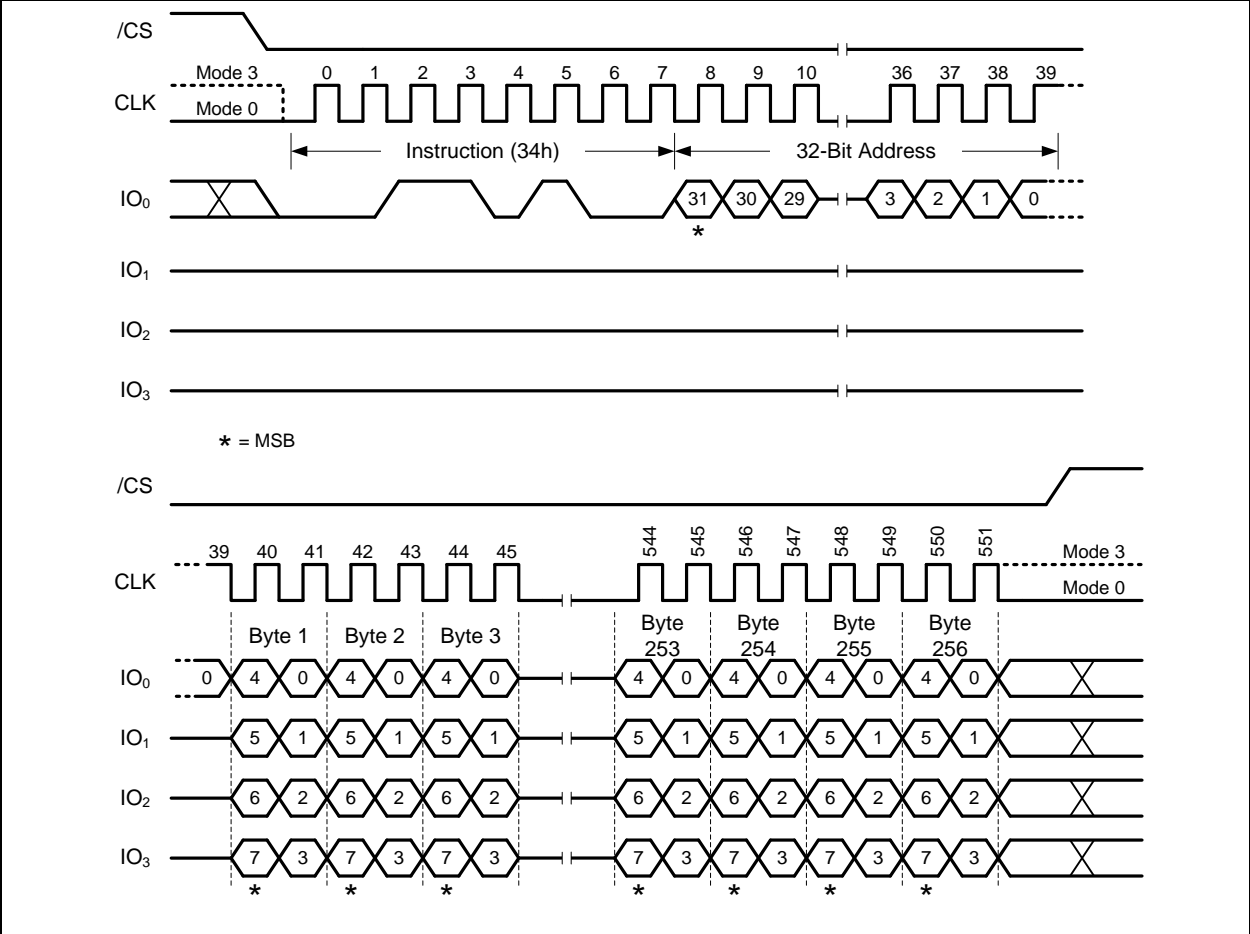 /CS
Mode 3 0 1 2 3 4 5 6 7 8 9 10 36 37 38 39
CLK
Mode 0
Instruction (34h) 32-Bit Address
IO₀ 31 30 29 3 2 1 0
*
IO₁
IO₂
IO₃
* = MSB
/CS
39 40 41 42 43 44 45 544 545 546 547 548 549 550 551 Mode 3
CLK
Mode 0
Byte 1 Byte 2 Byte 3 Byte 253 Byte 254 Byte 255 Byte 256
IO₀ 0 4 0 4 0 4 0 4 0 4 0 4 0 4 0
IO₁ 5 1 5 1 5 1 5 1 5 1 5 1 5 1
IO₂ 6 2 6 2 6 2 6 2 6 2 6 2 6 2
IO₃ 7 3 7 3 7 3 7 3 7 3 7 3 7 3
* * * * * * *